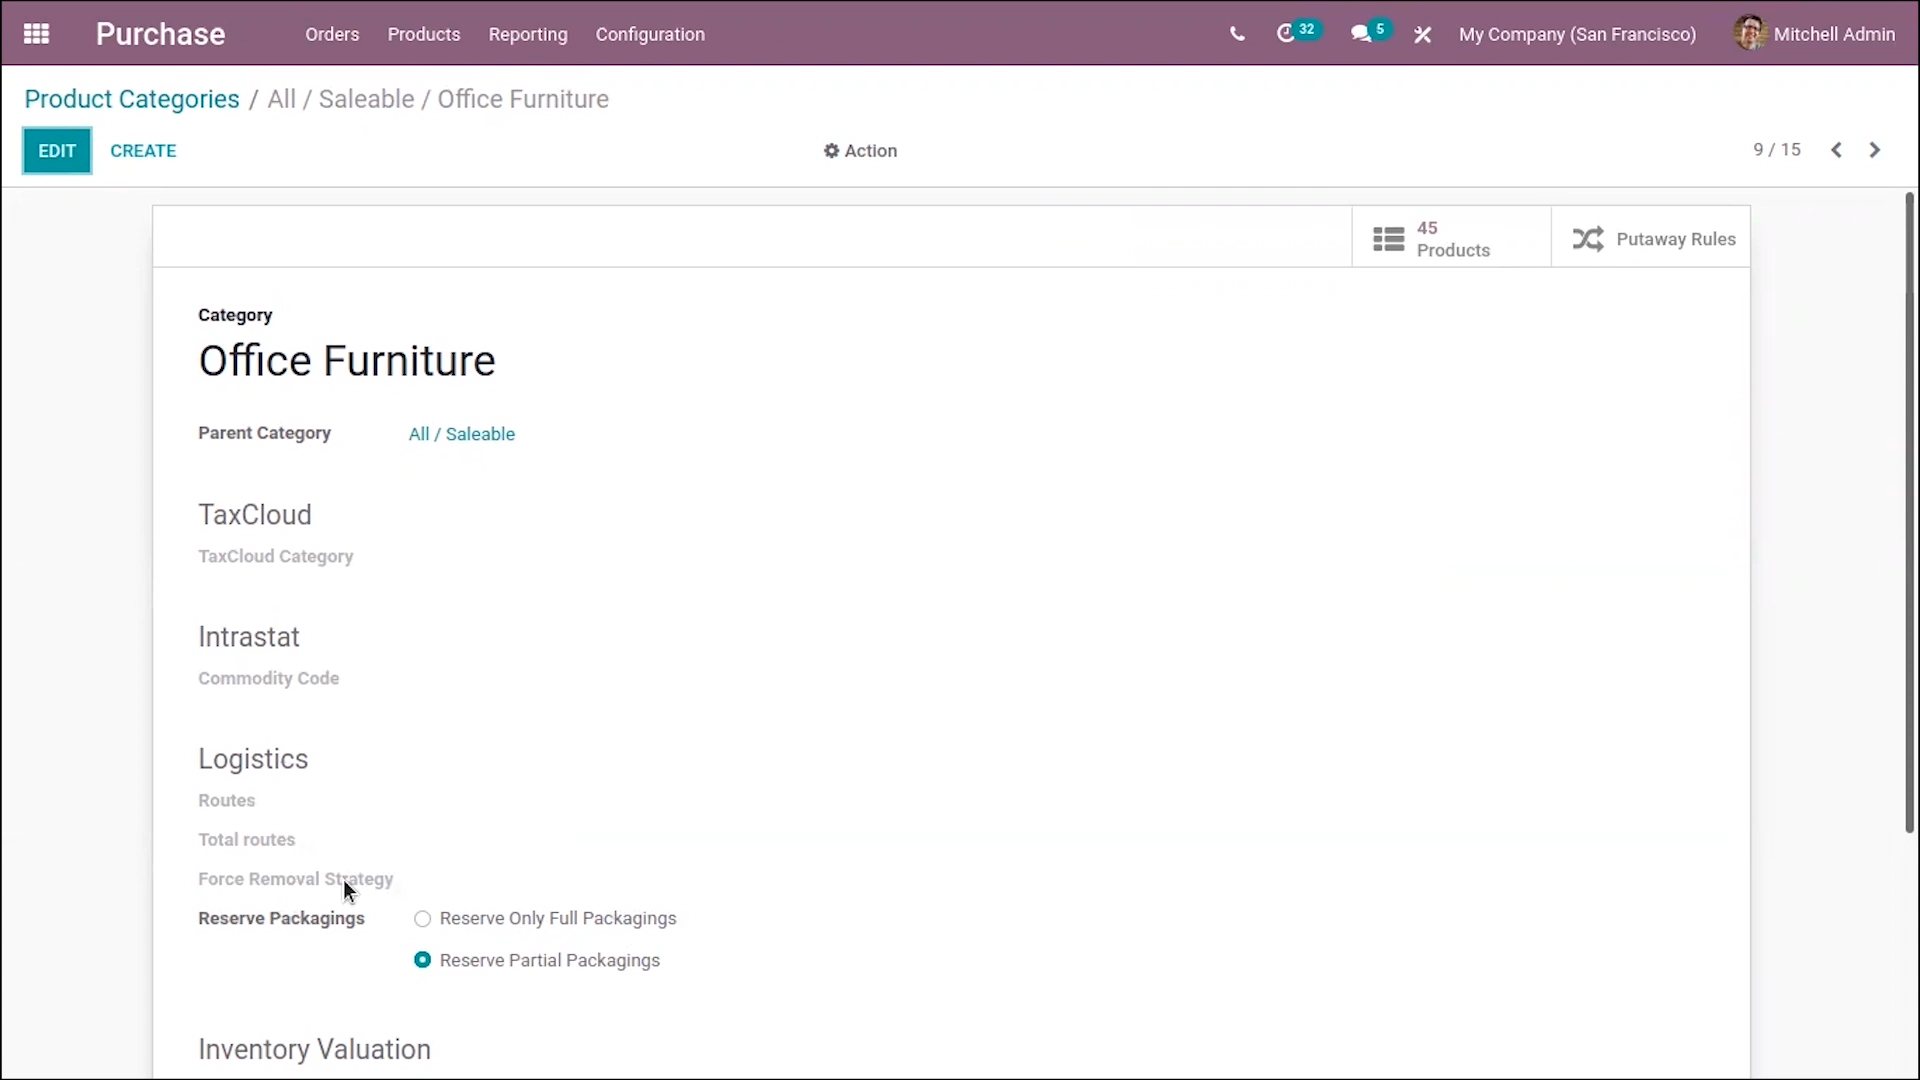 Purchase Orders Products Reporting Configuration 32 5 My Company (San Francisco) Mitchell Admin
Product Categories / All / Saleable / Office Furniture
EDIT CREATE Action 9 / 15
45
Products
Putaway Rules
Category
Office Furniture
Parent Category All / Saleable
TaxCloud
TaxCloud Category
Intrastat
Commodity Code
Logistics
Routes
Total routes
Force Removal Strategy
Reserve Packagings Reserve Only Full Packagings
Reserve Partial Packagings
Inventory Valuation